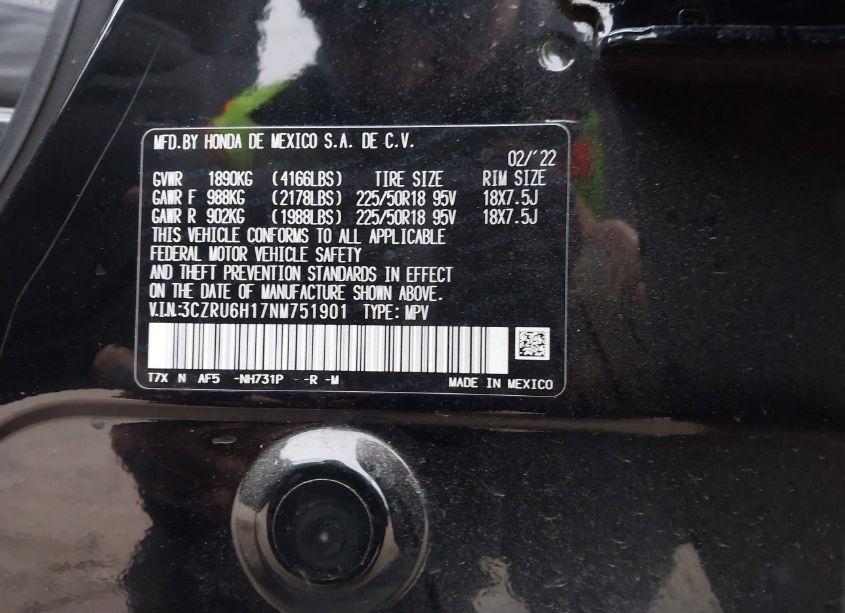 MFD.BY HONDA DE MEXICO S.A. DE C.V.
02/'22
GVWR 1890KG (4166LBS) TIRE SIZE RIM SIZE
GAWR F 988KG (2178LBS) 225/50R18 95V 18X7.5J
GAWR R 902KG (1988LBS) 225/50R18 95V 18X7.5J
THIS VEHICLE CONFORMS TO ALL APPLICABLE
FEDERAL MOTOR VEHICLE SAFETY
AND THEFT PREVENTION STANDARDS IN EFFECT
ON THE DATE OF MANUFACTURE SHOWN ABOVE.
V.I.N.:3CZRU6H17NM751901 TYPE: MPV
T7X N AF5 -NH731P - -R -M MADE IN MEXICO